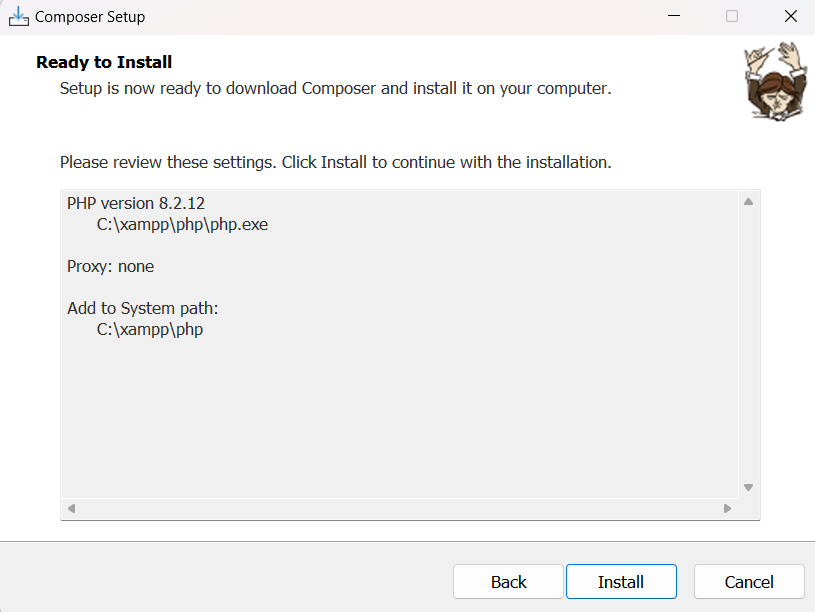 Composer Setup
Ready to Install
Setup is now ready to download Composer and install it on your computer.
Please review these settings. Click Install to continue with the installation.
PHP version 8.2.12
C:\xampp\php\php.exe
Proxy: none
Add to System path:
C:\xampp\php
Back
Install
Cancel